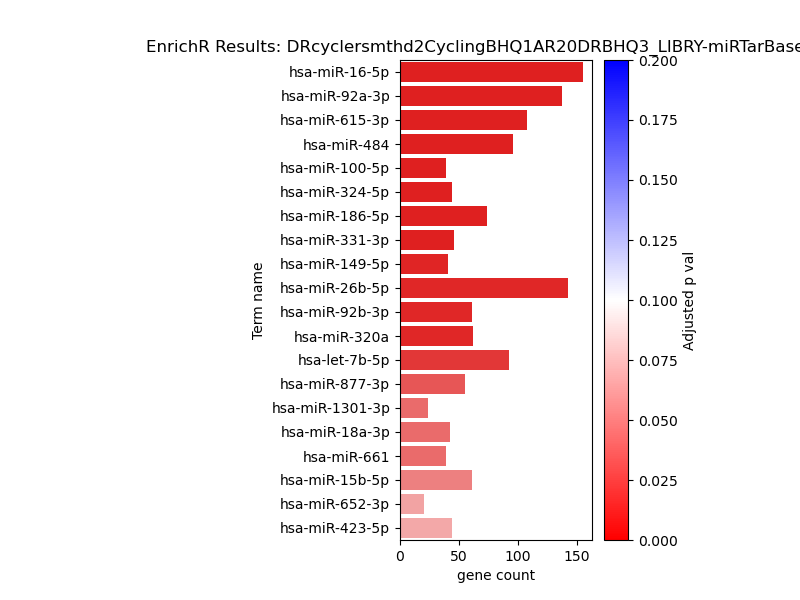 EnrichR Results: DRcyclersmthd2CyclingBHQ1AR20DRBHQ3_LIBRY-miRTarBase
hsa-miR-16-5p
hsa-miR-92a-3p
hsa-miR-615-3p
hsa-miR-484
hsa-miR-100-5p
hsa-miR-324-5p
hsa-miR-186-5p
hsa-miR-331-3p
hsa-miR-149-5p
hsa-miR-26b-5p
hsa-miR-92b-3p
hsa-miR-320a
hsa-let-7b-5p
hsa-miR-877-3p
hsa-miR-1301-3p
hsa-miR-18a-3p
hsa-miR-661
hsa-miR-15b-5p
hsa-miR-652-3p
hsa-miR-423-5p
Term name
0 50 100 150
gene count
0.200
0.175
0.150
0.125
0.100
0.075
0.050
0.025
0.000
Adjusted p val